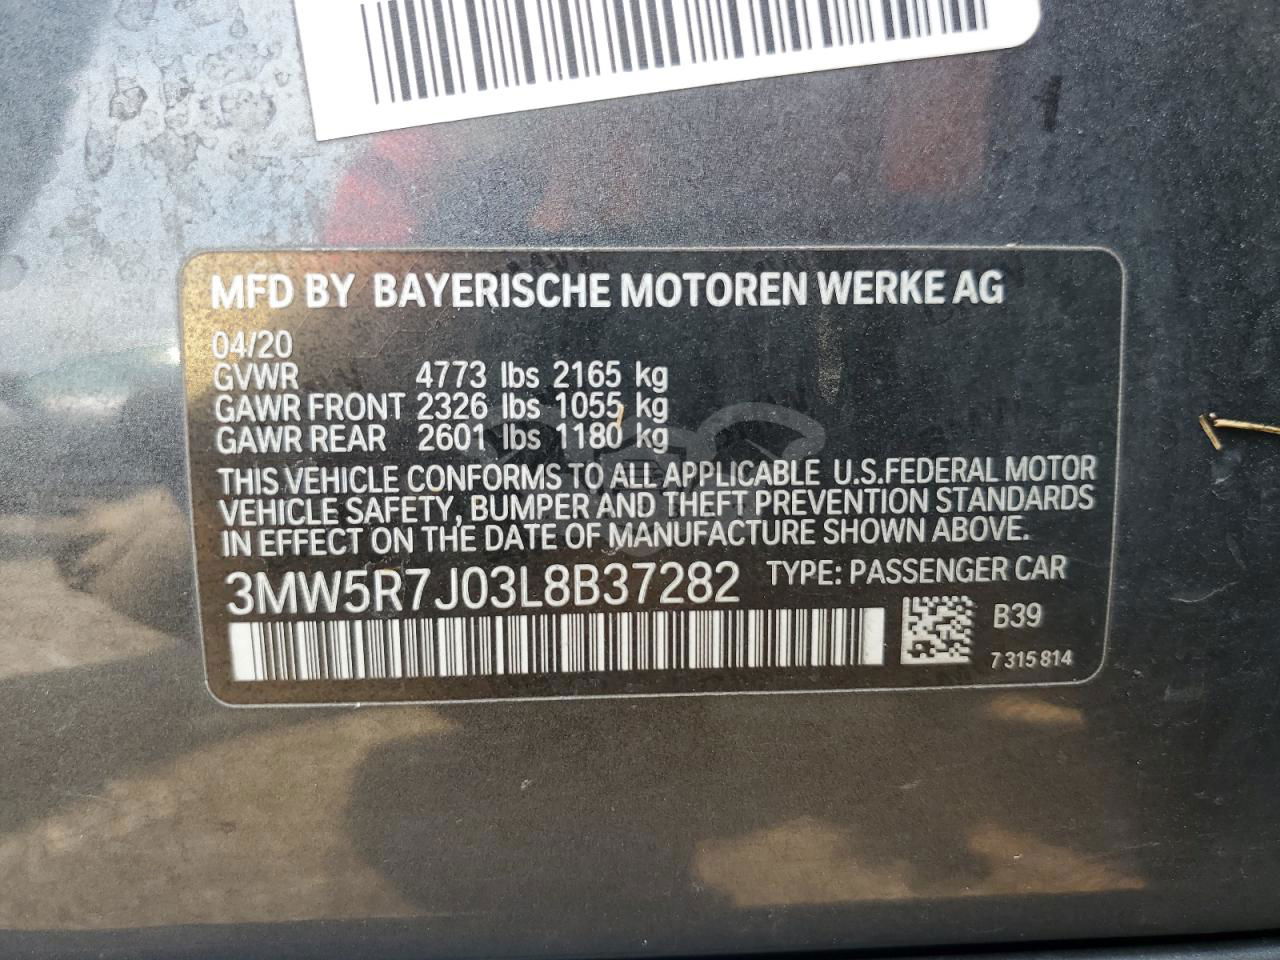 MFD BY BAYERISCHE MOTOREN WERKE AG
04/20
GVWR 4773 lbs 2165 kg
GAWR FRONT 2326 lbs 1055 kg
GAWR REAR 2601 lbs 1180 kg
THIS VEHICLE CONFORMS TO ALL APPLICABLE U.S.FEDERAL MOTOR
VEHICLE SAFETY, BUMPER AND THEFT PREVENTION STANDARDS
IN EFFECT ON THE DATE OF MANUFACTURE SHOWN ABOVE.
3MW5R7J03L8B37282 TYPE: PASSENGER CAR
B39
7 315 814